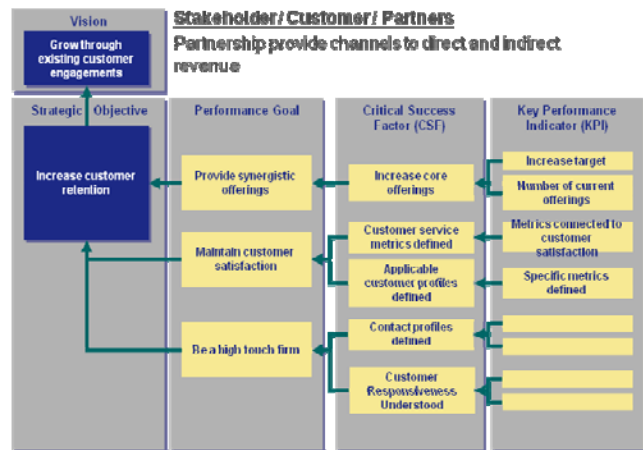 Stakeholder/ Customer/ Partners
Partnership provide channels to direct and indirect
revenue
Vision
Grow through
existing customer
engagements
Strategic Objective
Increase customer
retention
Performance Goal
Provide synergistic
offerings
Maintain customer
satisfaction
Be a high touch firm
Critical Success
Factor (CSF)
Increase core
offerings
Customer service
metrics defined
Applicable
customer profiles
defined
Contact profiles
defined
Customer
Responsiveness
Understood
Key Performance
Indicator (KPI)
Increase target
Number of current
offerings
Metrics connected to
customer
satisfaction
Specific metrics
defined